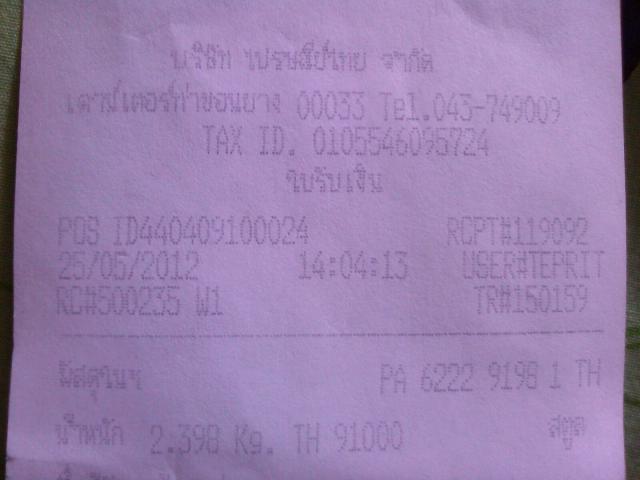 บริษัท ไปรษณีย์ไทย จำกัด
เคาน์เตอร์ท่าขอนยาง 00033 Tel.043-749009
TAX ID. 0105546095724
ใบรับเงิน
POS ID440409100024 RCPT#119092
25/05/2012 14:04:13 USER#TEPRIT
RC#500235 W1 TR#150159
พัสดุในฯ PA 6222 9198 1 TH
น้ำหนัก 2.398 Kg. TH 91000 สตูล